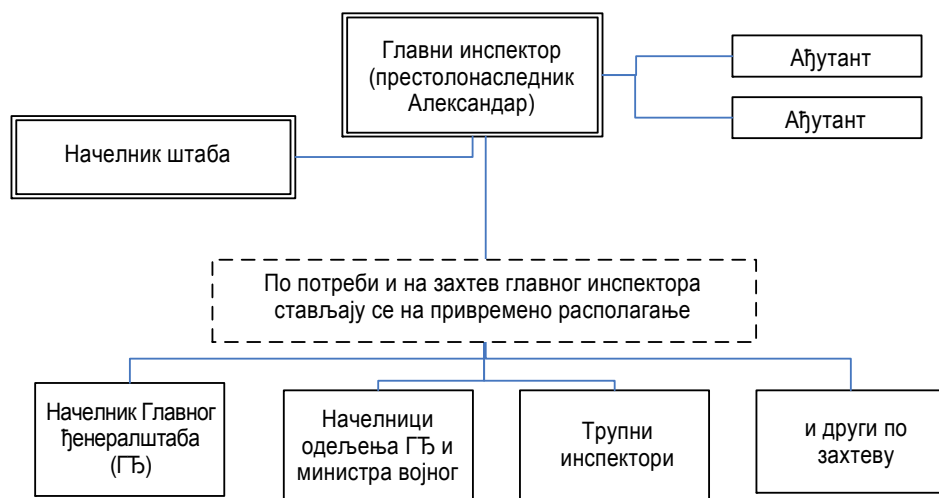 Главни инспектор
(престолонаследник
Александар)
Ађутант
Ађутант
Начелник штаба
По потреби и на захтев главног инспектора
стављају се на привремено располагање
Начелник Главног
ђенералштаба
(ГЂ)
Начелници
одељења ГЂ и
министра војног
Трупни
инспектори
и други по
захтеву